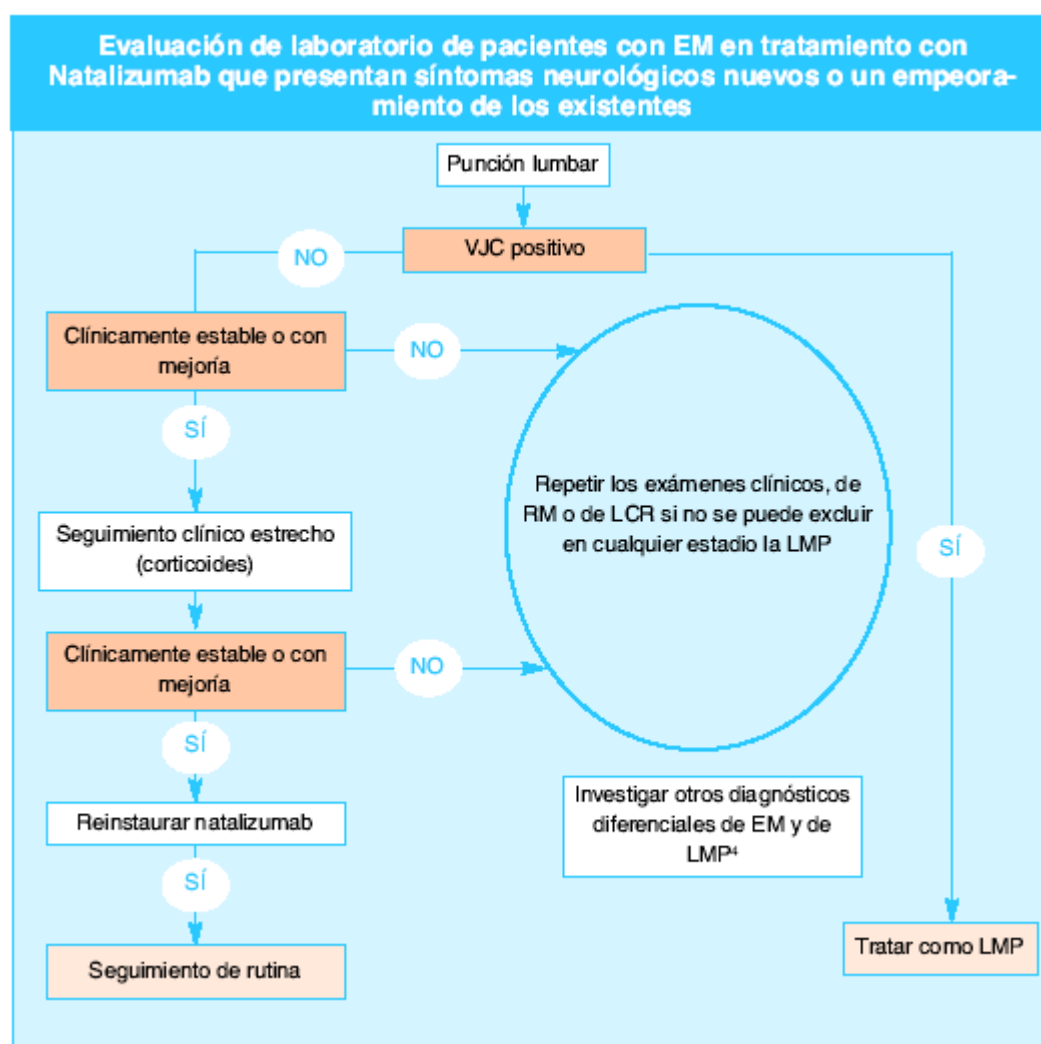 Evaluación de laboratorio de pacientes con EM en tratamiento con
Natalizumab que presentan síntomas neurológicos nuevos o un empeora-
miento de los existentes
Punción lumbar
VJC positivo
NO
Clínicamente estable o con
mejoría
NO
SÍ
Repetir los exámenes clínicos, de
RM o de LCR si no se puede excluir
en cualquier estadio la LMP
Seguimiento clínico estrecho
(corticoides)
SÍ
Clínicamente estable o con
mejoría
NO
SÍ
Reinstaurar natalizumab
Investigar otros diagnósticos
diferenciales de EM y de
LMP⁴
SÍ
Seguimiento de rutina
Tratar como LMP